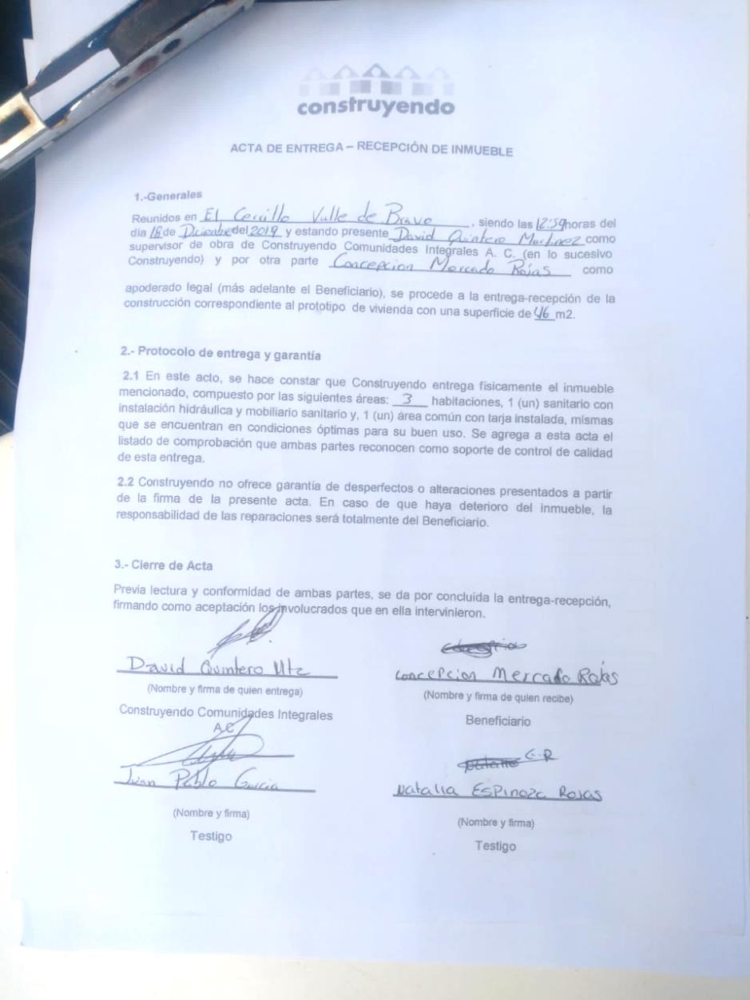 construyendo
ACTA DE ENTREGA – RECEPCIÓN DE INMUEBLE
1.-Generales
Reunidos en El Cerrillo Valle de Bravo, siendo las 12:59 horas del
día 18 de Diciembre del 2019 y estando presente David Quintero Martinez como
supervisor de obra de Construyendo Comunidades Integrales A. C. (en lo sucesivo
Construyendo) y por otra parte Concepcion Mercado Rojas como
apoderado legal (más adelante el Beneficiario), se procede a la entrega-recepción de la
construcción correspondiente al prototipo de vivienda con una superficie de 46 m2.
2.- Protocolo de entrega y garantía
2.1 En este acto, se hace constar que Construyendo entrega físicamente el inmueble
mencionado, compuesto por las siguientes áreas: 3 habitaciones, 1 (un) sanitario con
instalación hidráulica y mobiliario sanitario y, 1 (un) área común con tarja instalada, mismas
que se encuentran en condiciones óptimas para su buen uso. Se agrega a esta acta el
listado de comprobación que ambas partes reconocen como soporte de control de calidad
de esta entrega.
2.2 Construyendo no ofrece garantía de desperfectos o alteraciones presentados a partir
de la firma de la presente acta. En caso de que haya deterioro del inmueble, la
responsabilidad de las reparaciones será totalmente del Beneficiario.
3.- Cierre de Acta
Previa lectura y conformidad de ambas partes, se da por concluida la entrega-recepción,
firmando como aceptación los involucrados que en ella intervinieron.
David Quintero Mtz
(Nombre y firma de quien entrega)
Construyendo Comunidades Integrales
AC
Concepcion Mercado Rojas
(Nombre y firma de quien recibe)
Beneficiario
Juan Pablo Garcia
(Nombre y firma)
Testigo
E-R
Natalia Espinoza Rojas
(Nombre y firma)
Testigo